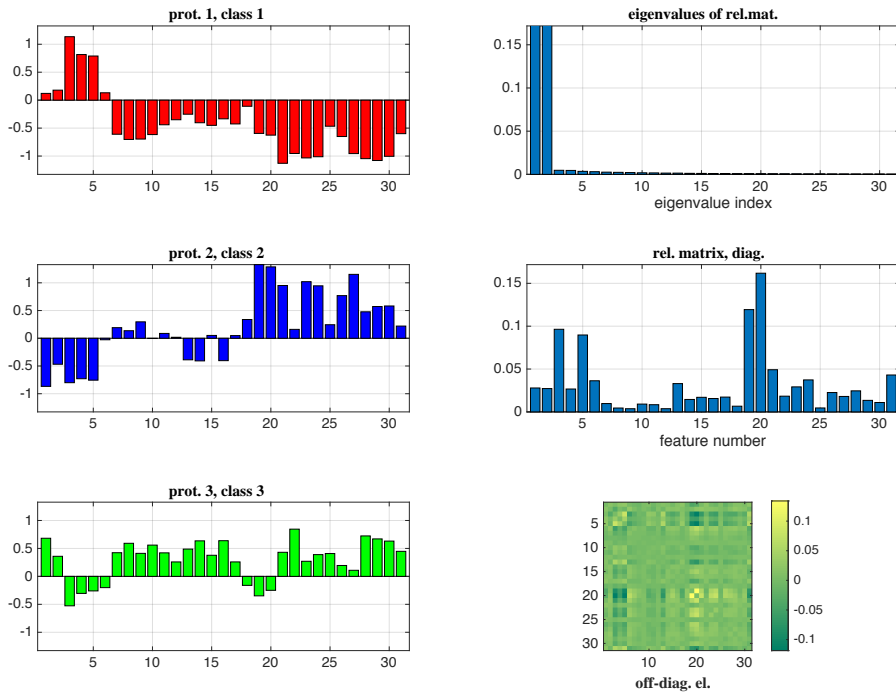 prot. 1, class 1
1
0.5
0
-0.5
-1
5 10 15 20 25 30
eigenvalues of rel.mat.
0.15
0.1
0.05
0
5 10 15 20 25 30
eigenvalue index
prot. 2, class 2
1
0.5
0
-0.5
-1
5 10 15 20 25 30
rel. matrix, diag.
0.15
0.1
0.05
0
5 10 15 20 25 30
feature number
prot. 3, class 3
1
0.5
0
-0.5
-1
5 10 15 20 25 30
5
10
15
20
25
30
10 20 30
off-diag. el.
0.1
0.05
0
-0.05
-0.1